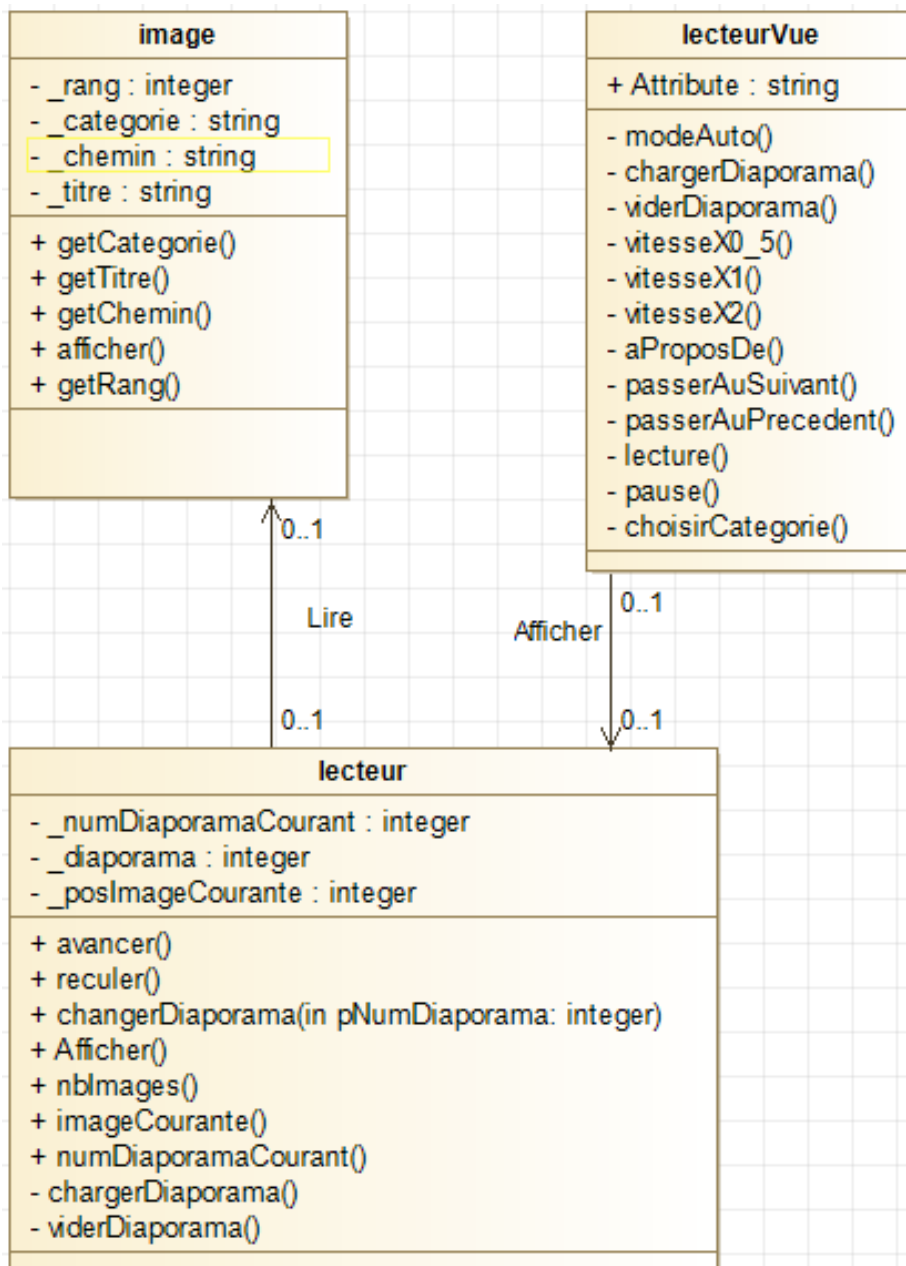 image
- _rang : integer
- _categorie : string
- _chemin : string
- _titre : string
+ getCategorie()
+ getTitre()
+ getChemin()
+ afficher()
+ getRang()
lecteurVue
+ Attribute : string
- modeAuto()
- chargerDiaporama()
- viderDiaporama()
- vitesseX0_5()
- vitesseX1()
- vitesseX2()
- aProposDe()
- passerAuSuivant()
- passerAuPrecedent()
- lecture()
- pause()
- choisirCategorie()
0..1
Lire
0..1
0..1
Afficher
0..1
lecteur
- _numDiaporamaCourant : integer
- _diaporama : integer
- _posImageCourante : integer
+ avancer()
+ reculer()
+ changerDiaporama(in pNumDiaporama: integer)
+ Afficher()
+ nbImages()
+ imageCourante()
+ numDiaporamaCourant()
- chargerDiaporama()
- viderDiaporama()